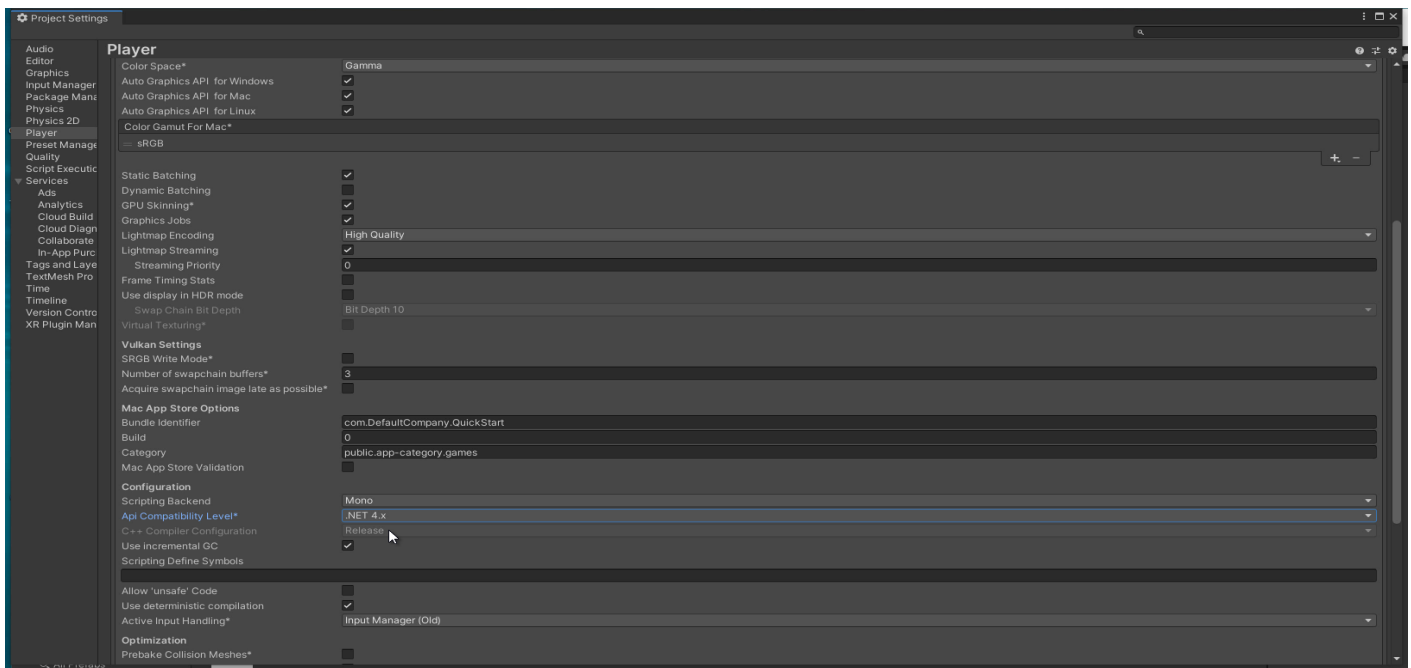 Project Settings
Audio
Editor
Graphics
Input Manager
Package Mana
Physics
Physics 2D
Player
Preset Manage
Quality
Script Executic
Services
Ads
Analytics
Cloud Build
Cloud Diagn
Collaborate
In-App Purc
Tags and Laye
TextMesh Pro
Time
Timeline
Version Contro
XR Plugin Man
Player
Color Space* Gamma
Auto Graphics API for Windows
Auto Graphics API for Mac
Auto Graphics API for Linux
Color Gamut For Mac*
sRGB
Static Batching
Dynamic Batching
GPU Skinning*
Graphics Jobs
Lightmap Encoding High Quality
Lightmap Streaming
Streaming Priority 0
Frame Timing Stats
Use display in HDR mode
Swap Chain Bit Depth Bit Depth 10
Virtual Texturing*
Vulkan Settings
SRGB Write Mode*
Number of swapchain buffers* 3
Acquire swapchain image late as possible*
Mac App Store Options
Bundle Identifier com.DefaultCompany.QuickStart
Build 0
Category public.app-category.games
Mac App Store Validation
Configuration
Scripting Backend Mono
Api Compatibility Level* .NET 4.x
C++ Compiler Configuration Release
Use incremental GC
Scripting Define Symbols
Allow 'unsafe' Code
Use deterministic compilation
Active Input Handling* Input Manager (Old)
Optimization
Prebake Collision Meshes*